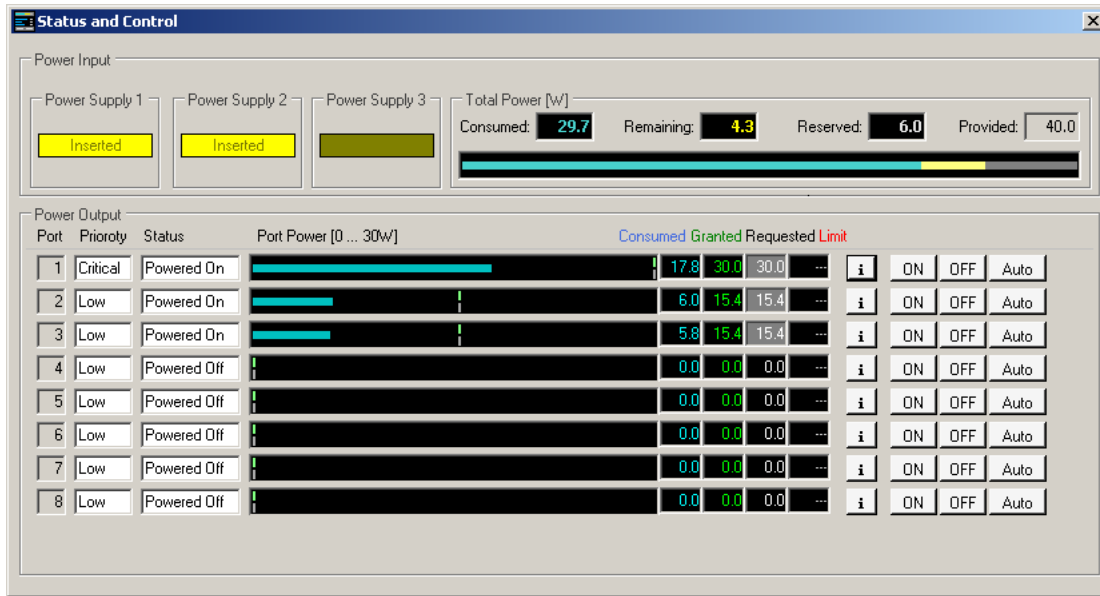 Status and Control
Power Input
Power Supply 1 Power Supply 2 Power Supply 3 Total Power [W]
Inserted Inserted Consumed: 29.7 Remaining: 4.3 Reserved: 6.0 Provided: 40.0
Power Output
Port Prioroty Status Port Power [0 ... 30W] Consumed Granted Requested Limit
1 Critical Powered On 17.8 30.0 30.0 --- i ON OFF Auto
2 Low Powered On 6.0 15.4 15.4 --- i ON OFF Auto
3 Low Powered On 5.8 15.4 15.4 --- i ON OFF Auto
4 Low Powered Off 0.0 0.0 0.0 --- i ON OFF Auto
5 Low Powered Off 0.0 0.0 0.0 --- i ON OFF Auto
6 Low Powered Off 0.0 0.0 0.0 --- i ON OFF Auto
7 Low Powered Off 0.0 0.0 0.0 --- i ON OFF Auto
8 Low Powered Off 0.0 0.0 0.0 --- i ON OFF Auto